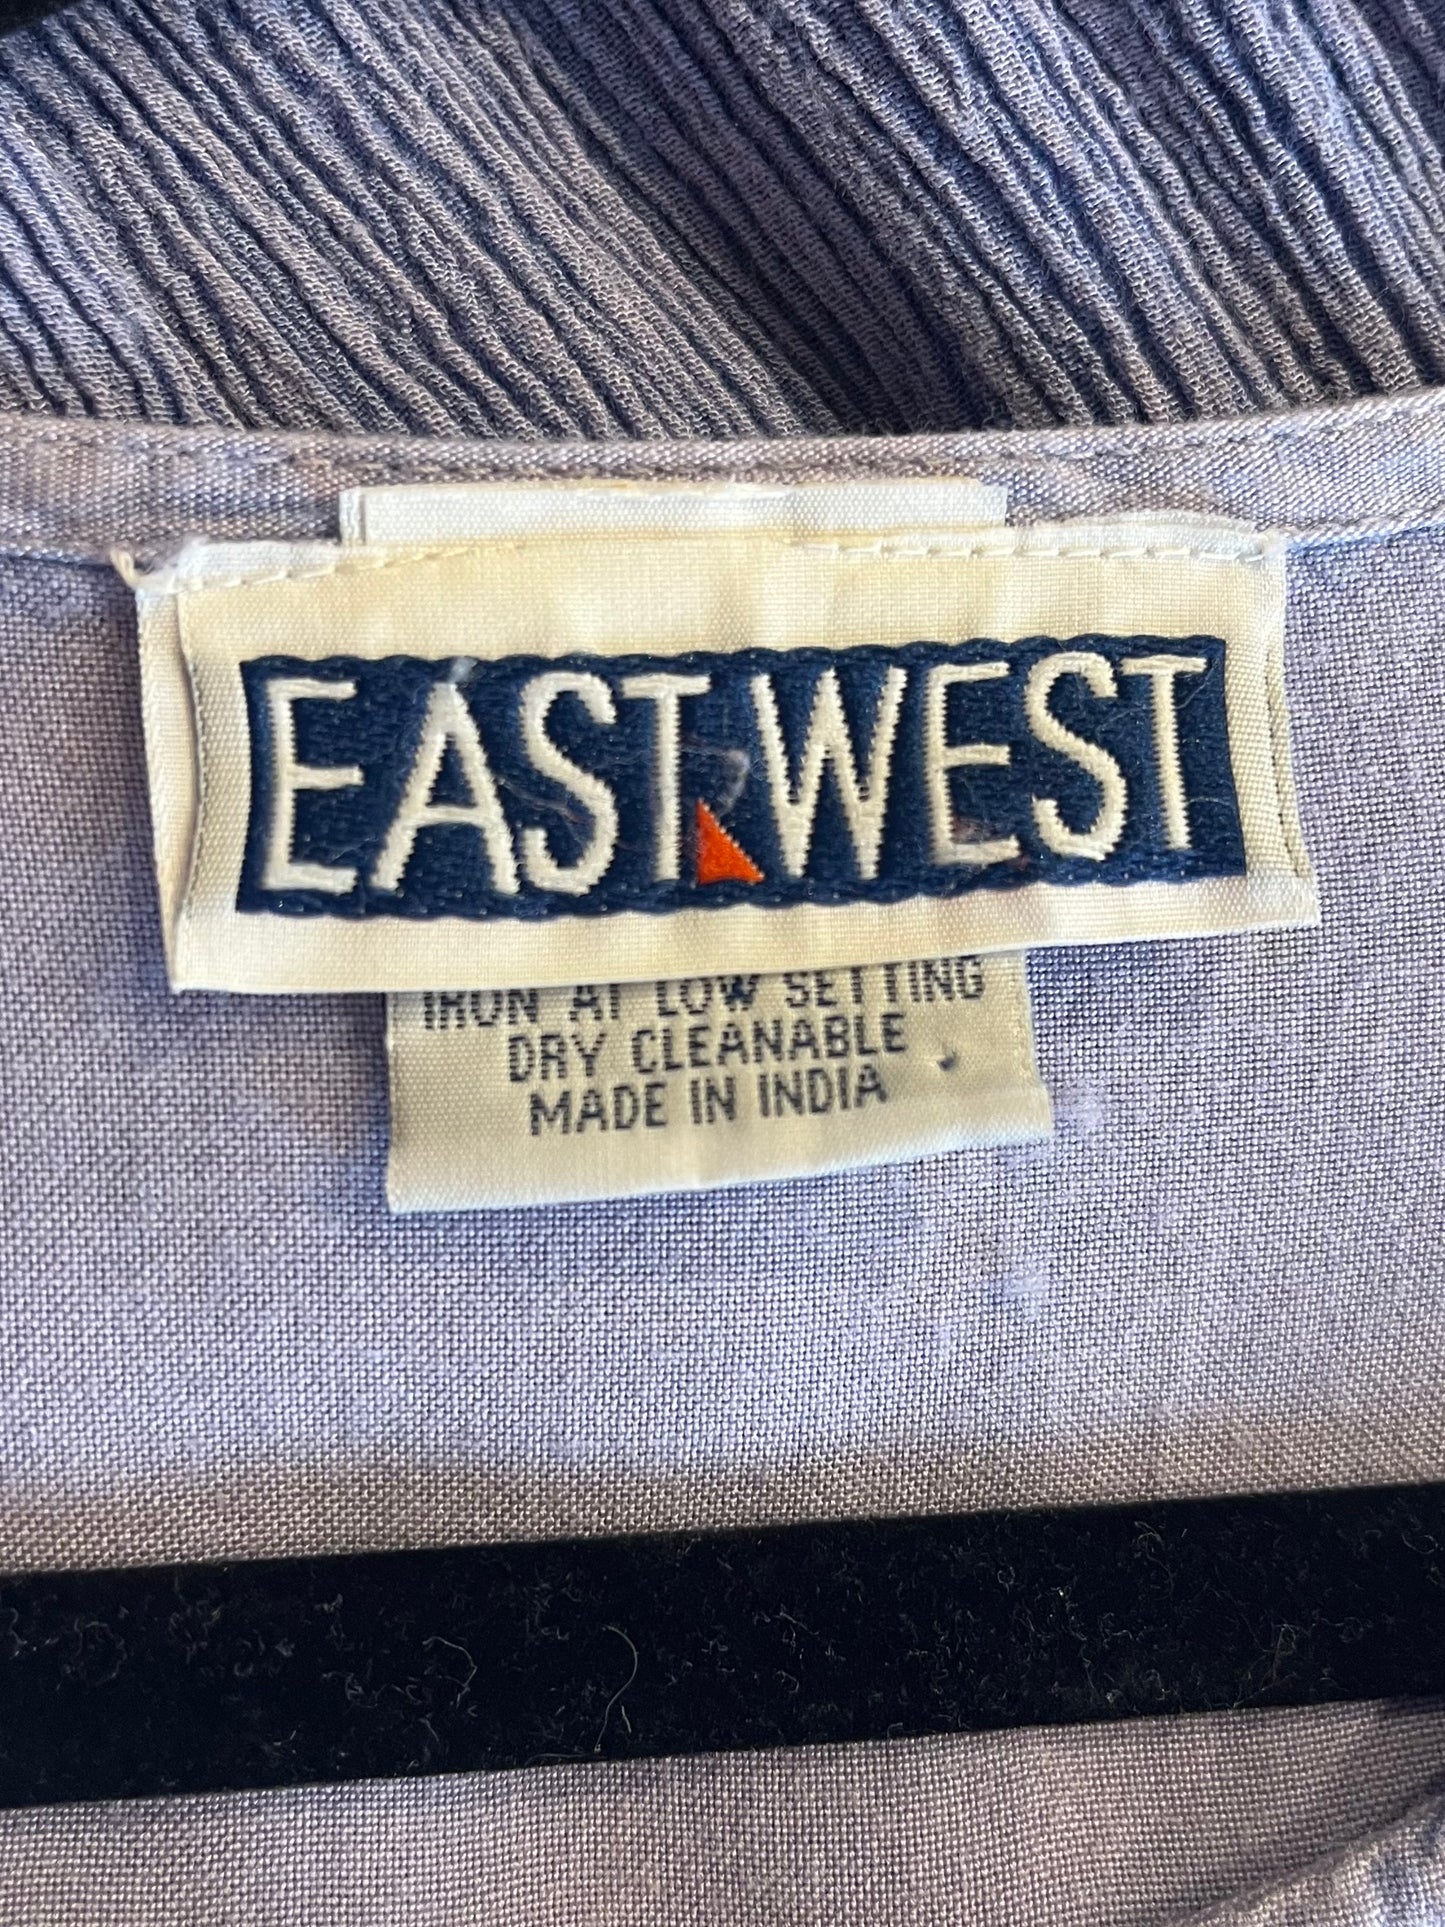 EAST WEST
IRON AT LOW SETTING
DRY CLEANABLE
MADE IN INDIA